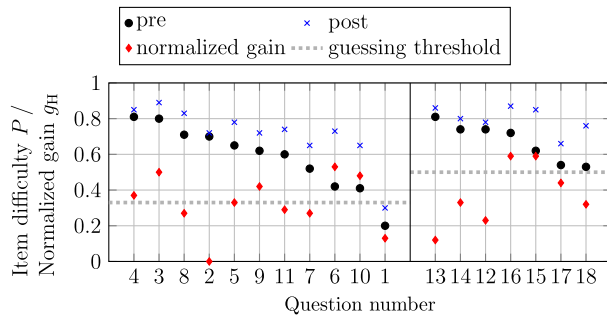 pre
post
normalized gain
guessing threshold
Item difficulty P /
Normalized gain gH
1
0.8
0.6
0.4
0.2
0
4 3 8 2 5 9 11 7 6 10 1 13 14 12 16 15 17 18
Question number